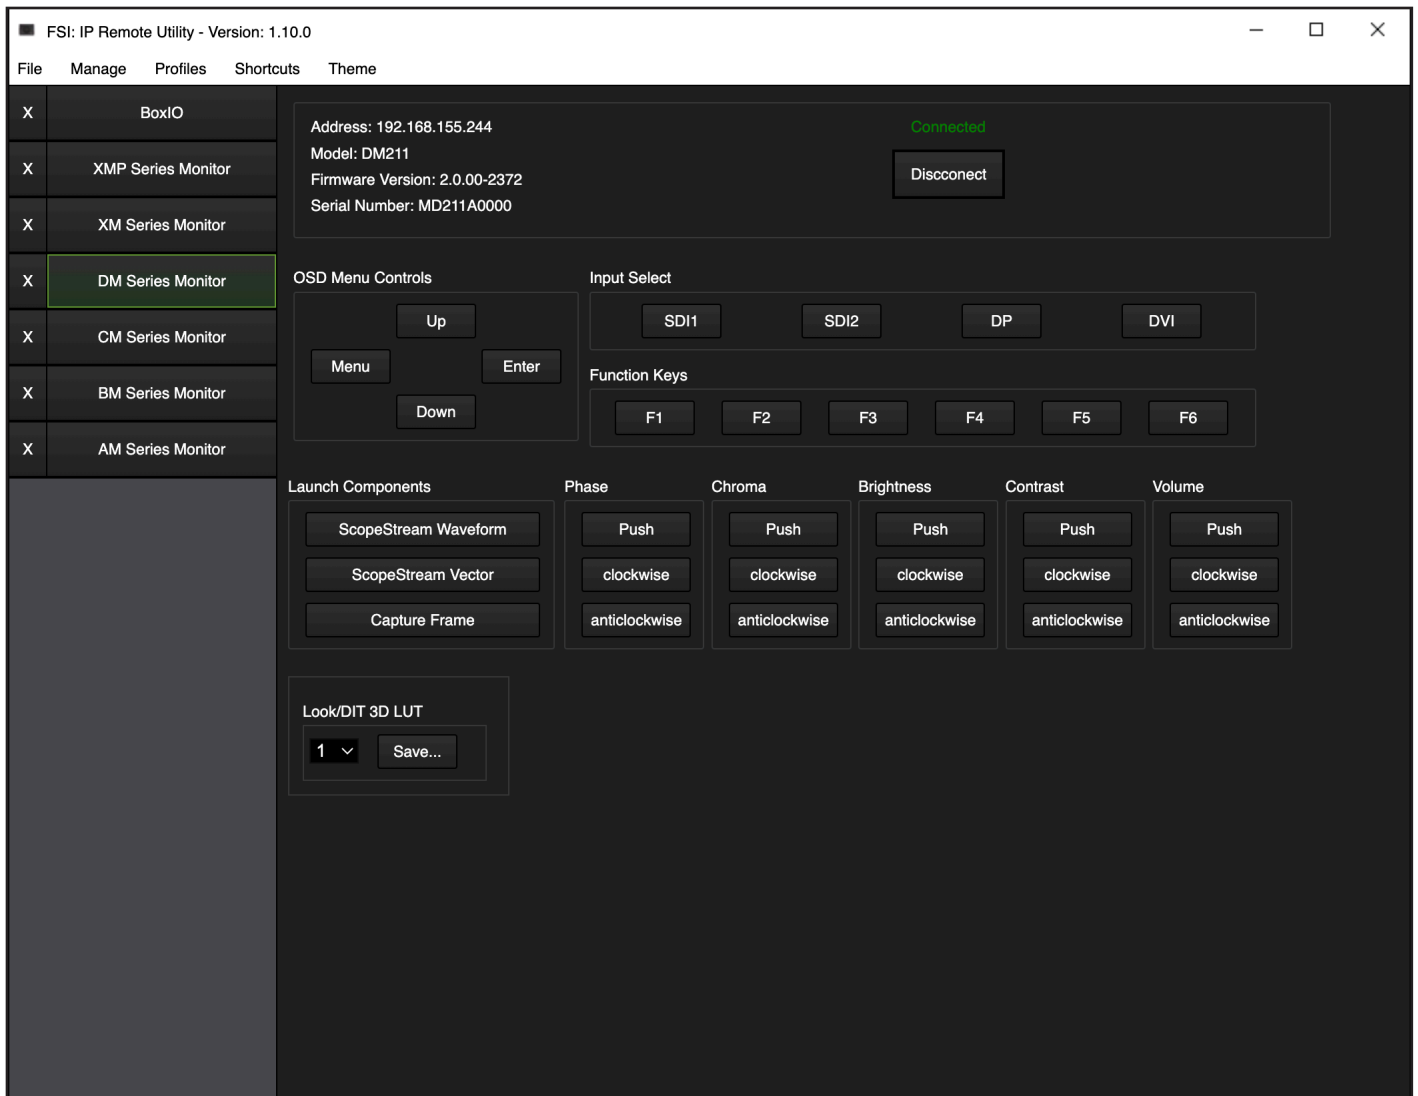 FSI: IP Remote Utility - Version: 1.10.0
File Manage Profiles Shortcuts Theme
X BoxIO
X XMP Series Monitor
X XM Series Monitor
X DM Series Monitor
X CM Series Monitor
X BM Series Monitor
X AM Series Monitor
Address: 192.168.155.244
Model: DM211
Firmware Version: 2.0.00-2372
Serial Number: MD211A0000
Connected
Discconect
OSD Menu Controls
Up
Menu Enter
Down
Input Select
SDI1 SDI2 DP DVI
Function Keys
F1 F2 F3 F4 F5 F6
Launch Components
ScopeStream Waveform
ScopeStream Vector
Capture Frame
Phase
Push
clockwise
anticlockwise
Chroma
Push
clockwise
anticlockwise
Brightness
Push
clockwise
anticlockwise
Contrast
Push
clockwise
anticlockwise
Volume
Push
clockwise
anticlockwise
Look/DIT 3D LUT
1 Save...